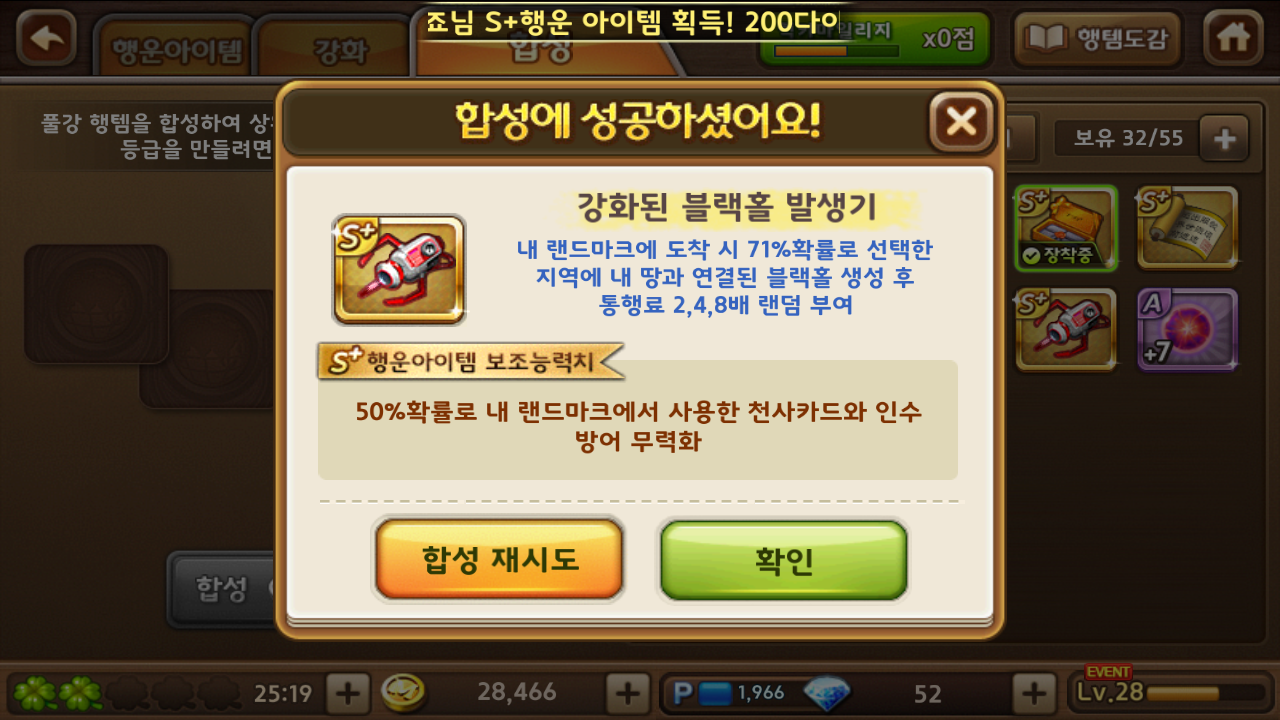 죠님 S+행운 아이템 획득! 200다이
행운아이템
강화
합성
일리지
x0점
행템도감
합성에 성공하셨어요!
풀강 행템을 합성하여 상
등급을 만들려면
보유 32/55
강화된 블랙홀 발생기
S+
내 랜드마크에 도착 시 71%확률로 선택한
지역에 내 땅과 연결된 블랙홀 생성 후
통행료 2,4,8배 랜덤 부여
S+
장착중
S+
S+
A
+7
S+행운아이템 보조능력치
50%확률로 내 랜드마크에서 사용한 천사카드와 인수
방어 무력화
합성
합성 재시도
확인
25:19
28,466
P 1,966
52
EVENT
Lv.28